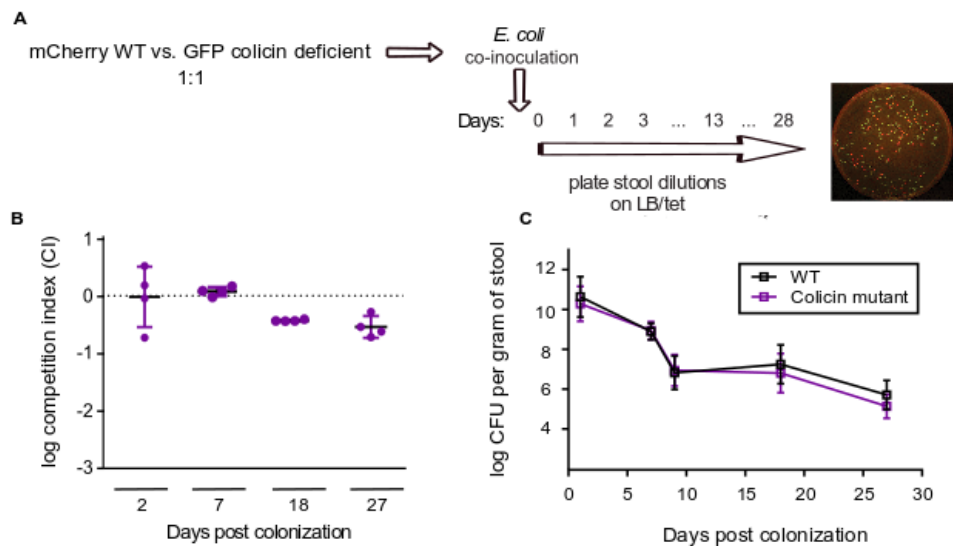 A
mCherry WT vs. GFP colicin deficient
1:1
E. coli
co-inoculation
Days: 0 1 2 3 ... 13 ... 28
plate stool dilutions
on LB/tet
B
log competition index (CI)
1
0
-1
-2
-3
2 7 18 27
Days post colonization
C
log CFU per gram of stool
12
10
8
6
4
WT
Colicin mutant
0 5 10 15 20 25 30
Days post colonization